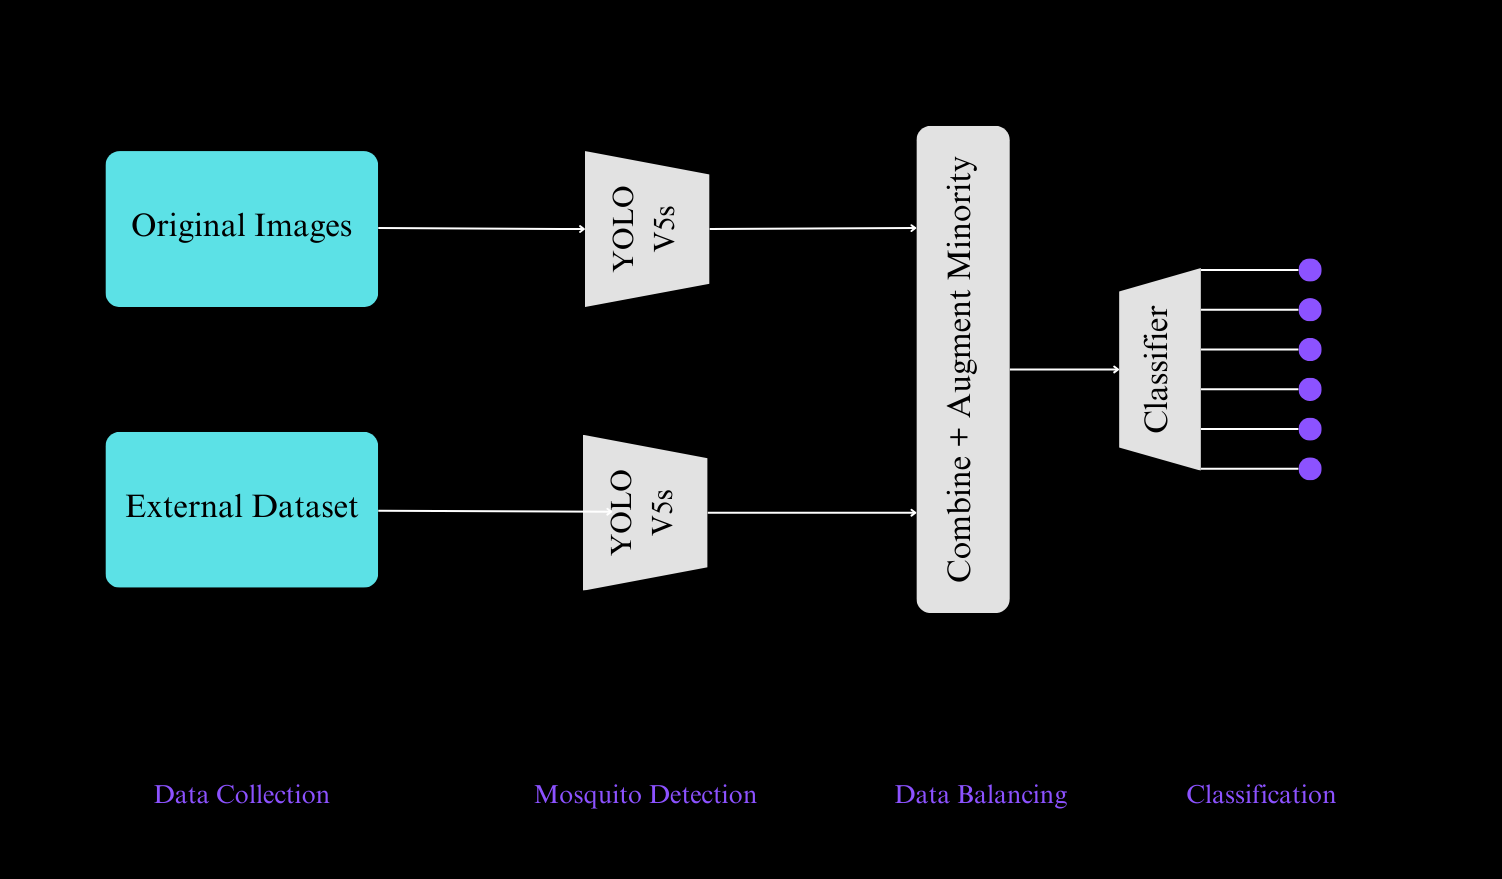 Original Images
YOLO
V5s
External Dataset
YOLO
V5s
Combine + Augment Minority
Classifier
Data Collection
Mosquito Detection
Data Balancing
Classification